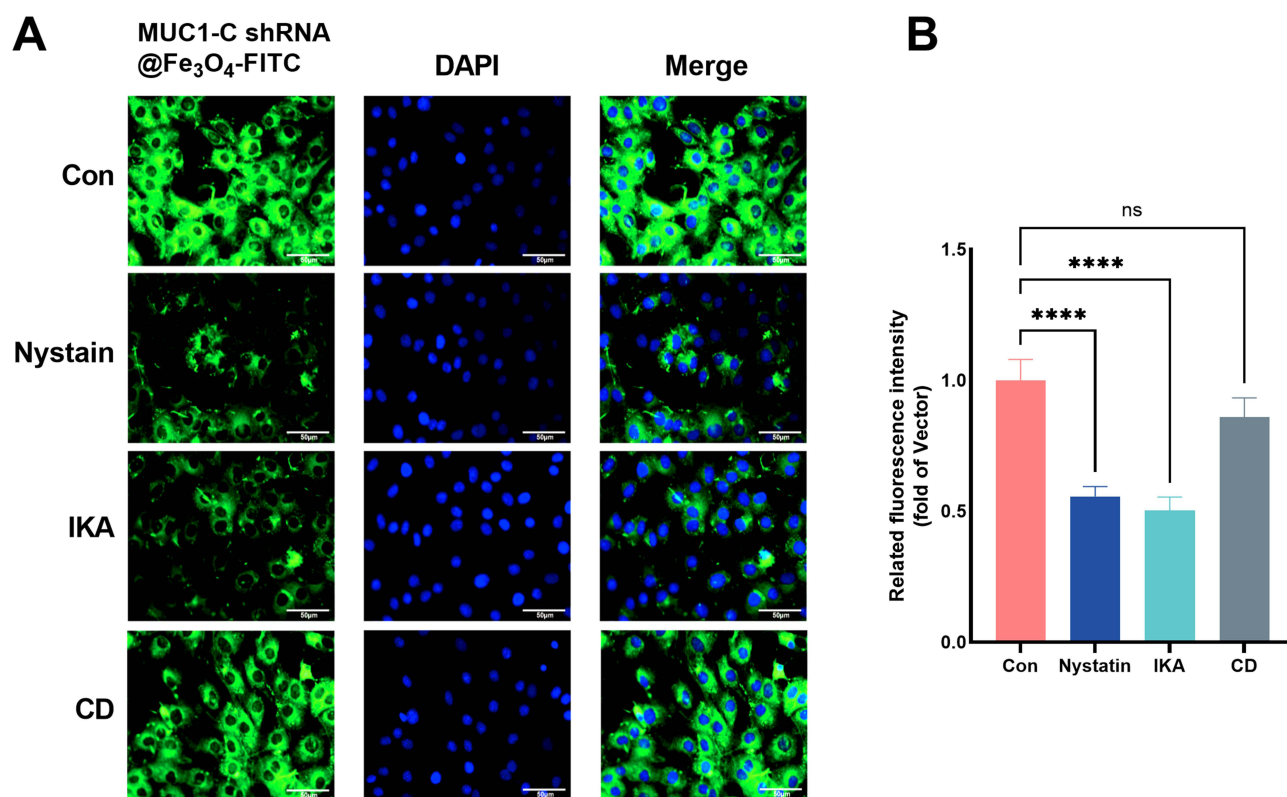 A
MUC1-C shRNA
@Fe₃O₄-FITC
DAPI
Merge
Con
50μm
50μm
50μm
Nystain
50μm
50μm
50μm
IKA
50μm
50μm
50μm
CD
50μm
50μm
50μm
B
ns
****
****
Related fluorescence intensity
(fold of Vector)
1.5
1.0
0.5
0.0
Con
Nystatin
IKA
CD